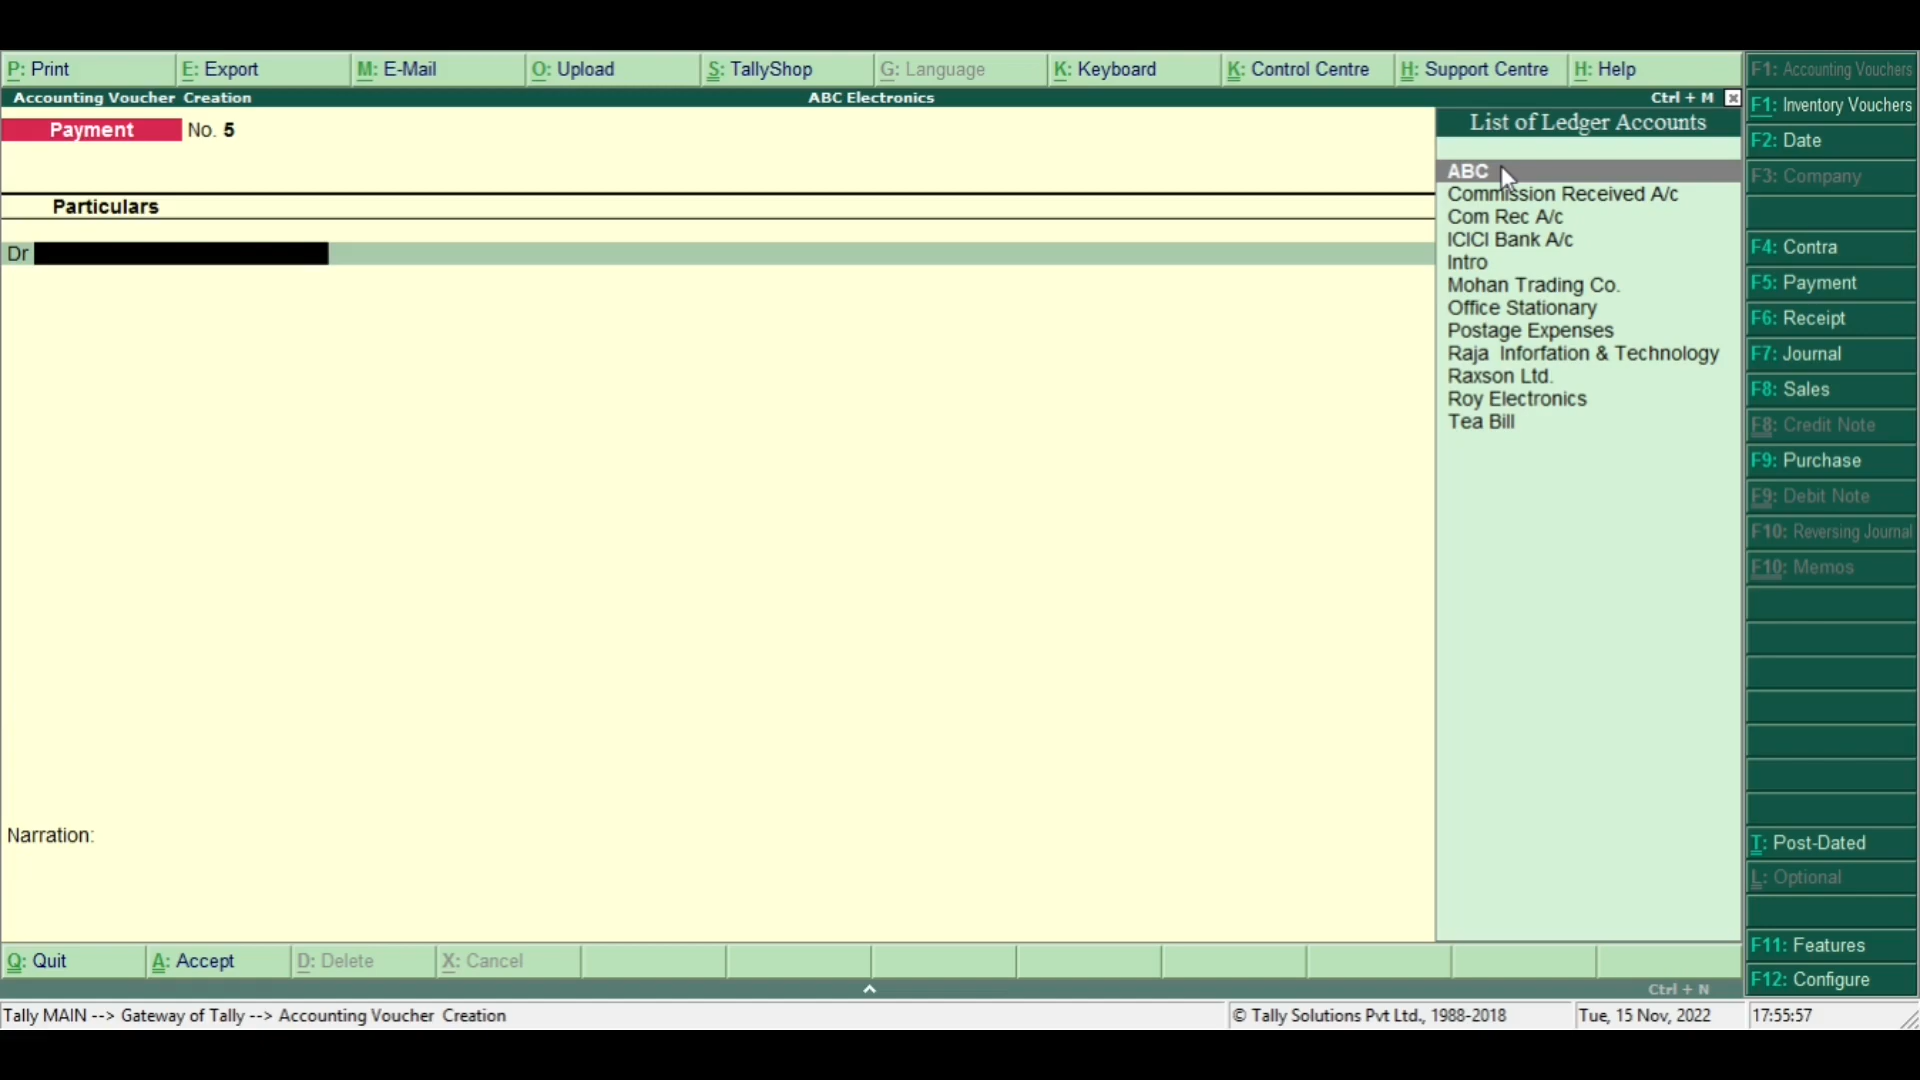 P: Print E: Export M: E-Mail O: Upload S: TallyShop G: Language K: Keyboard K: Control Centre H: Support Centre H: Help
Accounting Voucher Creation ABC Electronics Ctrl + M
Payment No. 5
Particulars
Dr
Narration:
List of Ledger Accounts
ABC
Commission Received A/c
Com Rec A/c
ICICI Bank A/c
Intro
Mohan Trading Co.
Office Stationary
Postage Expenses
Raja Inforfation & Technology
Raxson Ltd.
Roy Electronics
Tea Bill
F1: Accounting Vouchers
F1: Inventory Vouchers
F2: Date
F3: Company
F4: Contra
F5: Payment
F6: Receipt
F7: Journal
F8: Sales
F8: Credit Note
F9: Purchase
F9: Debit Note
F10: Reversing Journal
F10: Memos
T: Post-Dated
L: Optional
F11: Features
F12: Configure
Q: Quit A: Accept D: Delete X: Cancel
Ctrl + N
Tally MAIN --> Gateway of Tally --> Accounting Voucher Creation © Tally Solutions Pvt Ltd., 1988-2018 Tue, 15 Nov, 2022 17:55:57